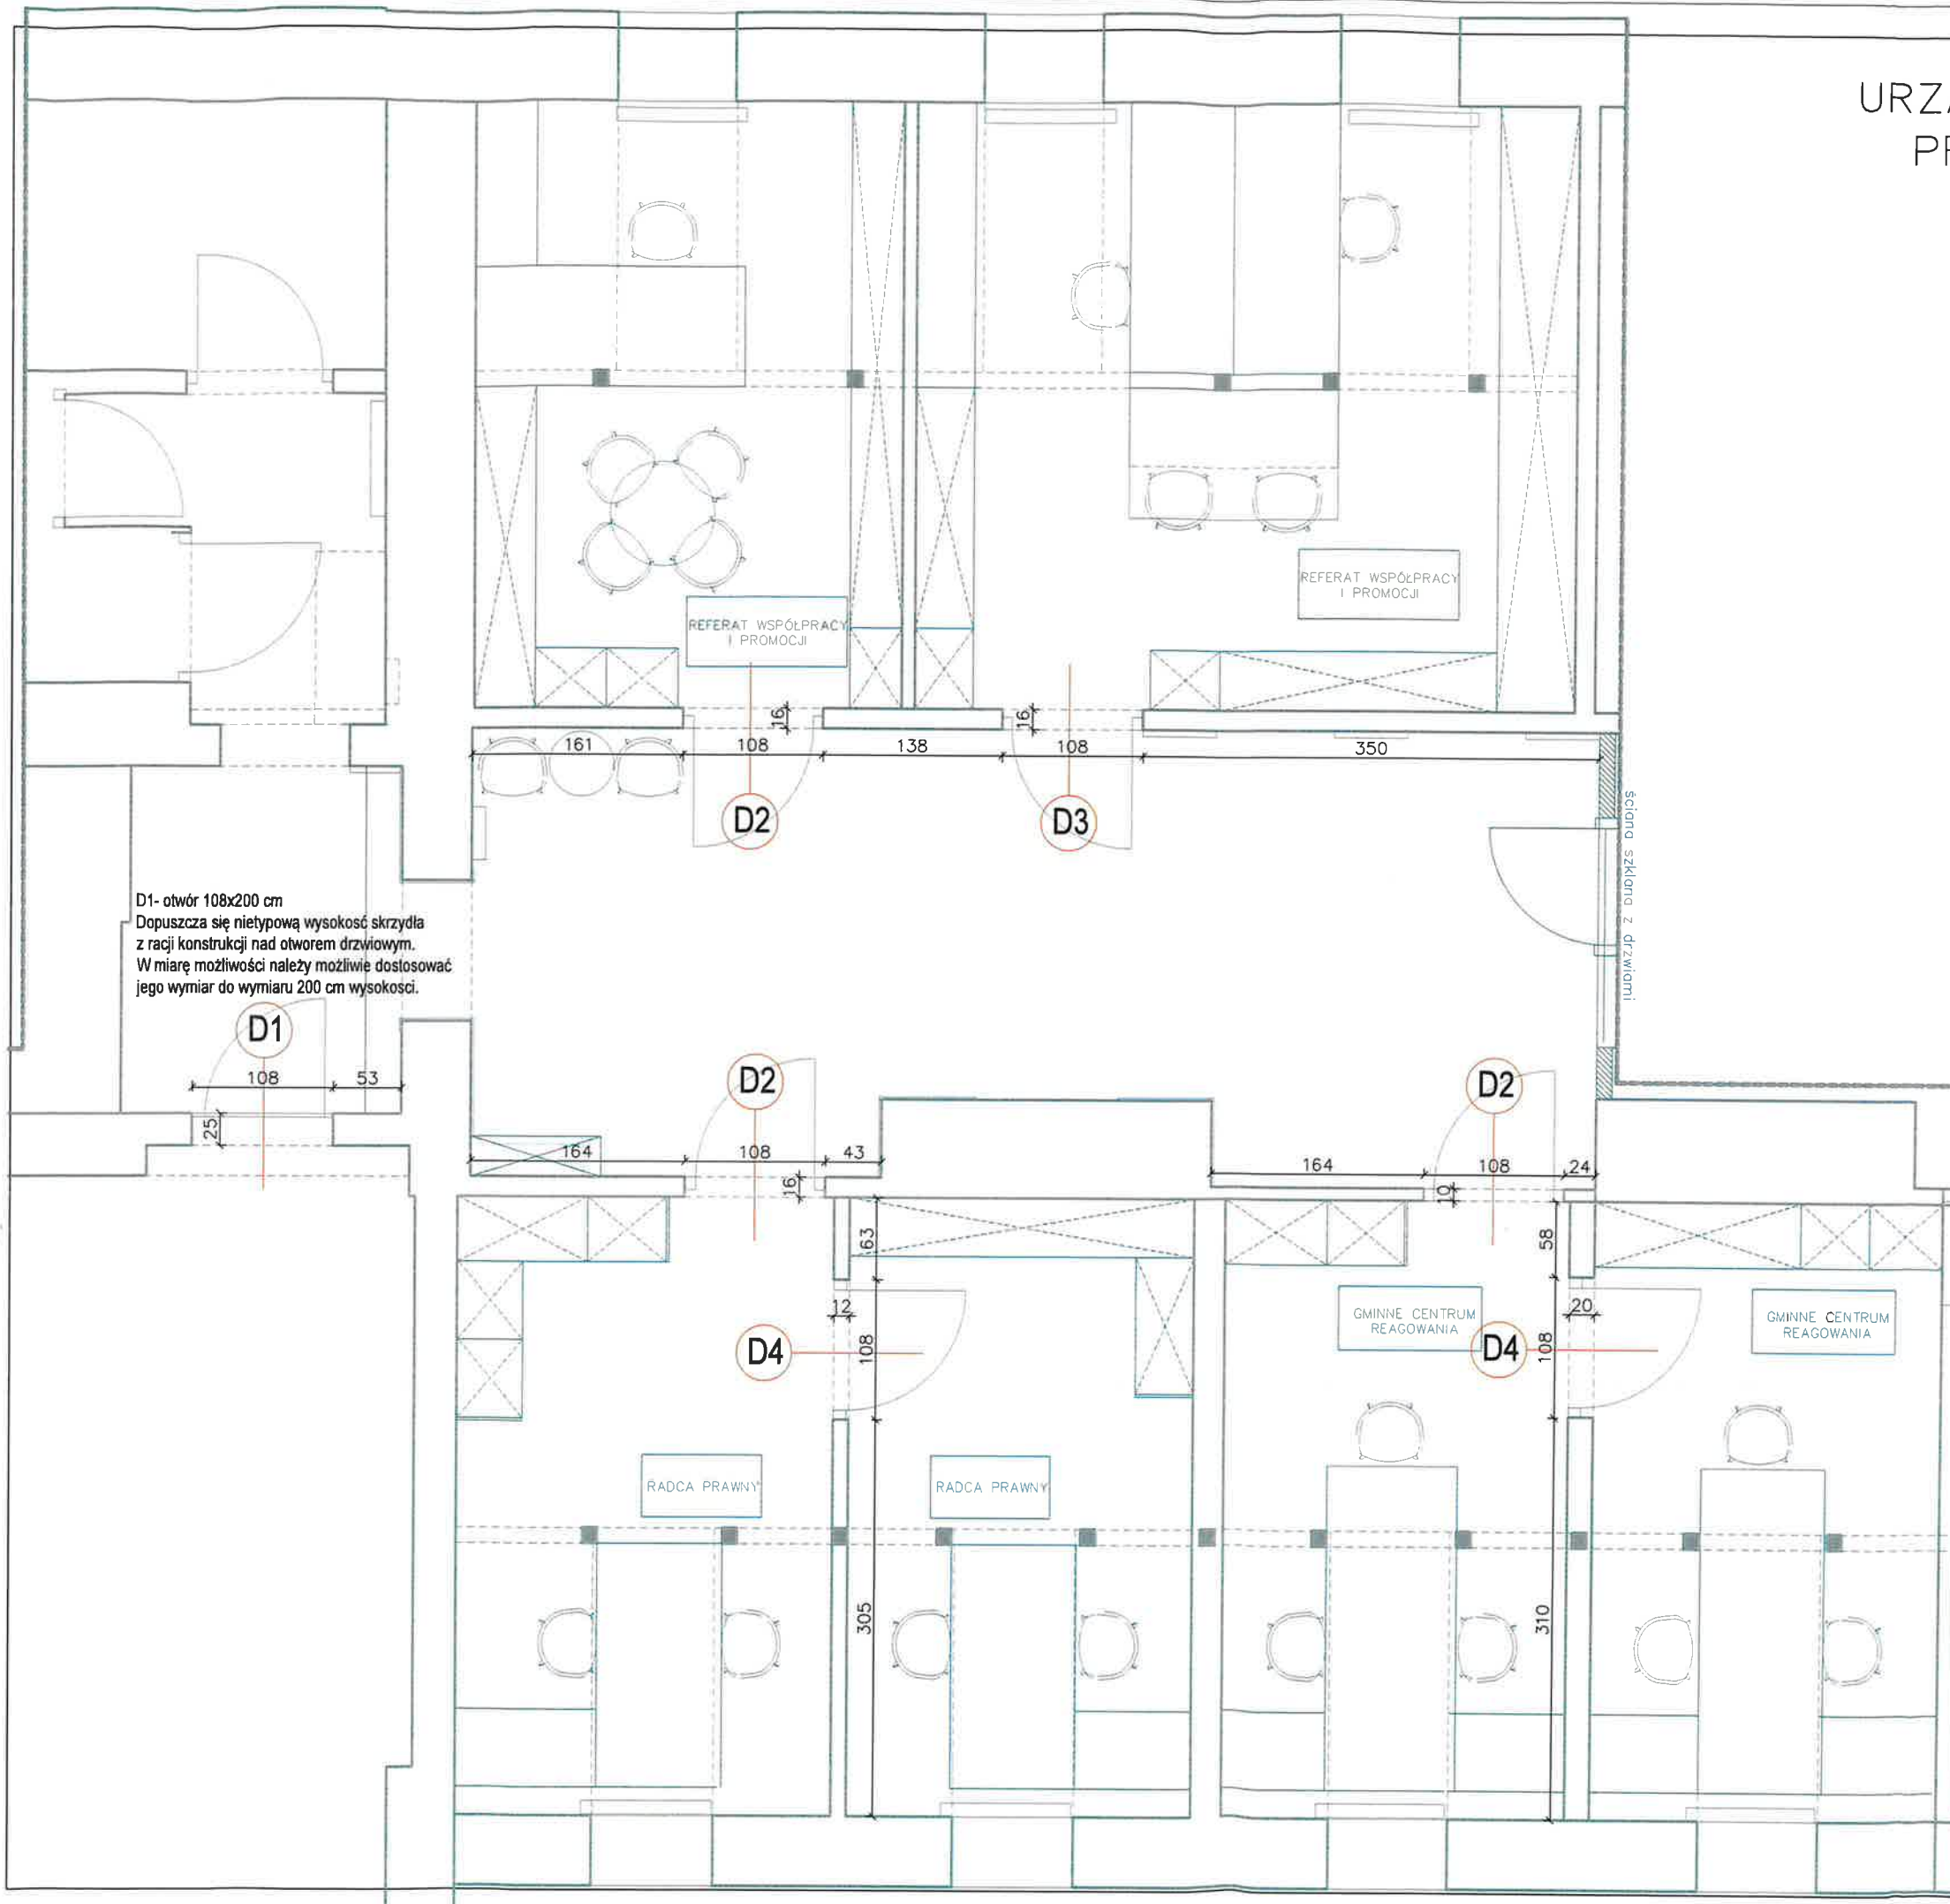 URZ
PR
REFERAT WSPÓŁPRACY
I PROMOCJI
REFERAT WSPÓŁPRACY
I PROMOCJI
16
16
161
108
138
108
350
D2
D3
ściana szklana z drzwiami
D1- otwór 108x200 cm
Dopuszcza się nietypową wysokosć skrzydła
z racji konstrukcji nad otworem drzwiowym.
W miarę możliwości należy możliwie dostosować
jego wymiar do wymiaru 200 cm wysokosci.
D1
108
53
25
D2
D2
164
108
43
16
164
108
24
10
63
58
12
108
D4
GMINNE CENTRUM
REAGOWANIA
20
108
D4
GMINNE CENTRUM
REAGOWANIA
RADCA PRAWNY
RADCA PRAWNY
305
310